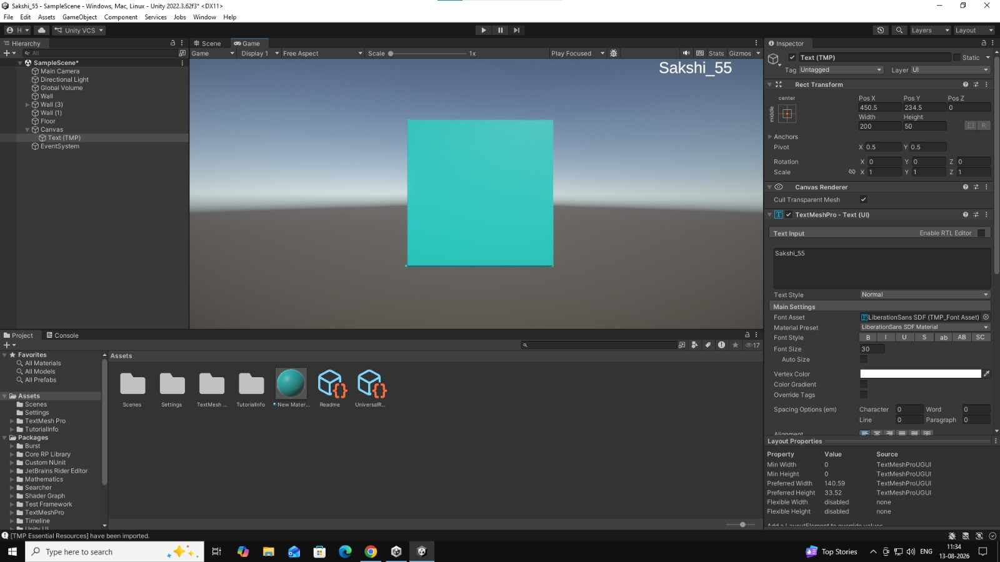 Sakshi_55 - SampleScene - Windows, Mac, Linux - Unity 2022.3.62f3* <DX11>
File Edit Assets GameObject Component Services Jobs Window Help
H Unity VCS Layers Layout
Hierarchy
All
SampleScene*
Main Camera
Directional Light
Global Volume
Wall
Wall (3)
Wall (1)
Floor
Canvas
Text (TMP)
EventSystem
Scene Game
Game Display 1 Free Aspect Scale 1x Play Focused Stats Gizmos
Sakshi_55
Inspector
Text (TMP) Static
Tag Untagged Layer UI
Rect Transform
center
middle
Pos X Pos Y Pos Z
450.5 234.5 0
Width Height
200 50 R
Anchors
Pivot X 0.5 Y 0.5
Rotation X 0 Y 0 Z 0
Scale X 1 Y 1 Z 1
Canvas Renderer
Cull Transparent Mesh
TextMeshPro - Text (UI)
Text Input Enable RTL Editor
Sakshi_55
Text Style Normal
Main Settings
Font Asset LiberationSans SDF (TMP_Font Asset)
Material Preset LiberationSans SDF Material
Font Style B I U S ab AB SC
Font Size 30
Auto Size
Vertex Color
Color Gradient
Override Tags
Spacing Options (em) Character 0 Word 0
Line 0 Paragraph 0
Alignment
Layout Properties
Property Value Source
Min Width 0 TextMeshProUGUI
Min Height 0 TextMeshProUGUI
Preferred Width 140.59 TextMeshProUGUI
Preferred Height 33.52 TextMeshProUGUI
Flexible Width disabled none
Flexible Height disabled none
Add a LayoutElement to override values
Project Console
17
Favorites
All Materials
All Models
All Prefabs
Assets
Scenes
Settings
TextMesh Pro
TutorialInfo
Packages
Burst
Core RP Library
Custom NUnit
JetBrains Rider Editor
Mathematics
Searcher
Shader Graph
Test Framework
TextMeshPro
Timeline
Unity UI
Assets
Scenes Settings TextMesh ... TutorialInfo New Mater... Readme UniversalR...
[TMP Essential Resources] have been imported.
Type here to search
Top Stories
ENG
11:34
13-08-2026